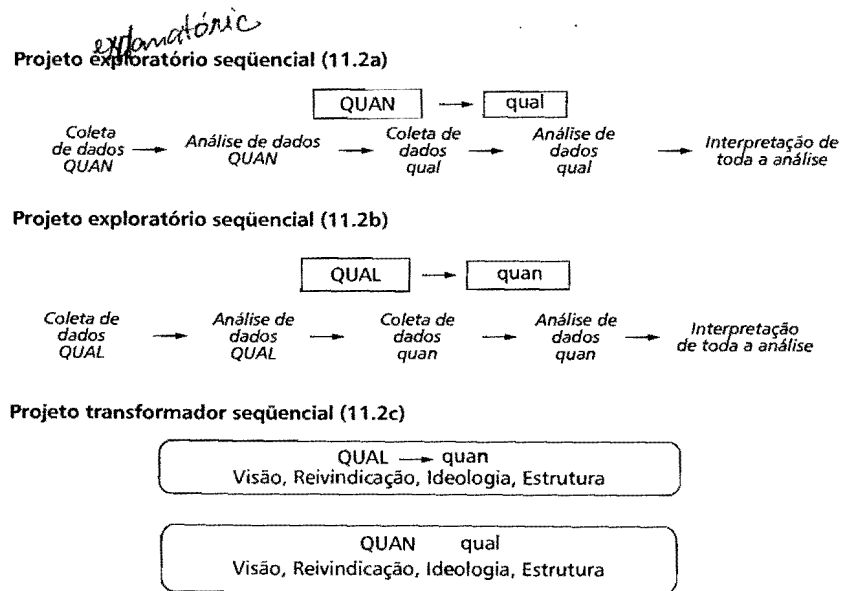 explanatóric
Projeto exploratório seqüencial (11.2a)
QUAN → qual
Coleta de dados QUAN → Análise de dados QUAN → Coleta de dados qual → Análise de dados qual → Interpretação de toda a análise
Projeto exploratório seqüencial (11.2b)
QUAL → quan
Coleta de dados QUAL → Análise de dados QUAL → Coleta de dados quan → Análise de dados quan → Interpretação de toda a análise
Projeto transformador seqüencial (11.2c)
QUAL → quan
Visão, Reivindicação, Ideologia, Estrutura
QUAN qual
Visão, Reivindicação, Ideologia, Estrutura